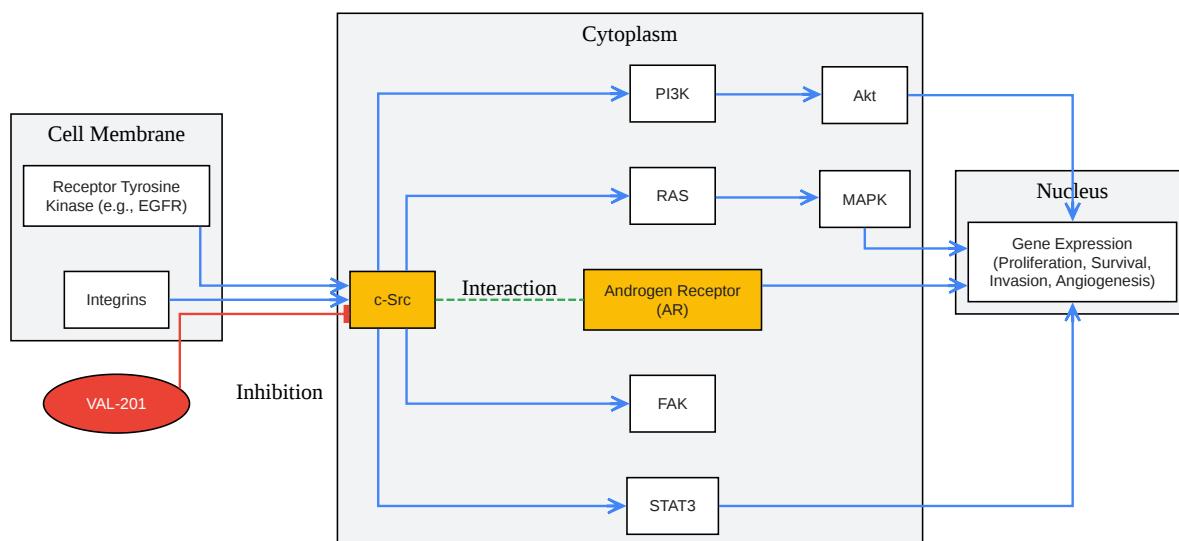 Cytoplasm
PI3K
Akt
Cell Membrane
Receptor Tyrosine
Kinase (e.g., EGFR)
RAS
MAPK
Nucleus
Gene Expression
(Proliferation, Survival,
Invasion, Angiogenesis)
Integrins
c-Src
Interaction
Androgen Receptor
(AR)
VAL-201
Inhibition
FAK
STAT3